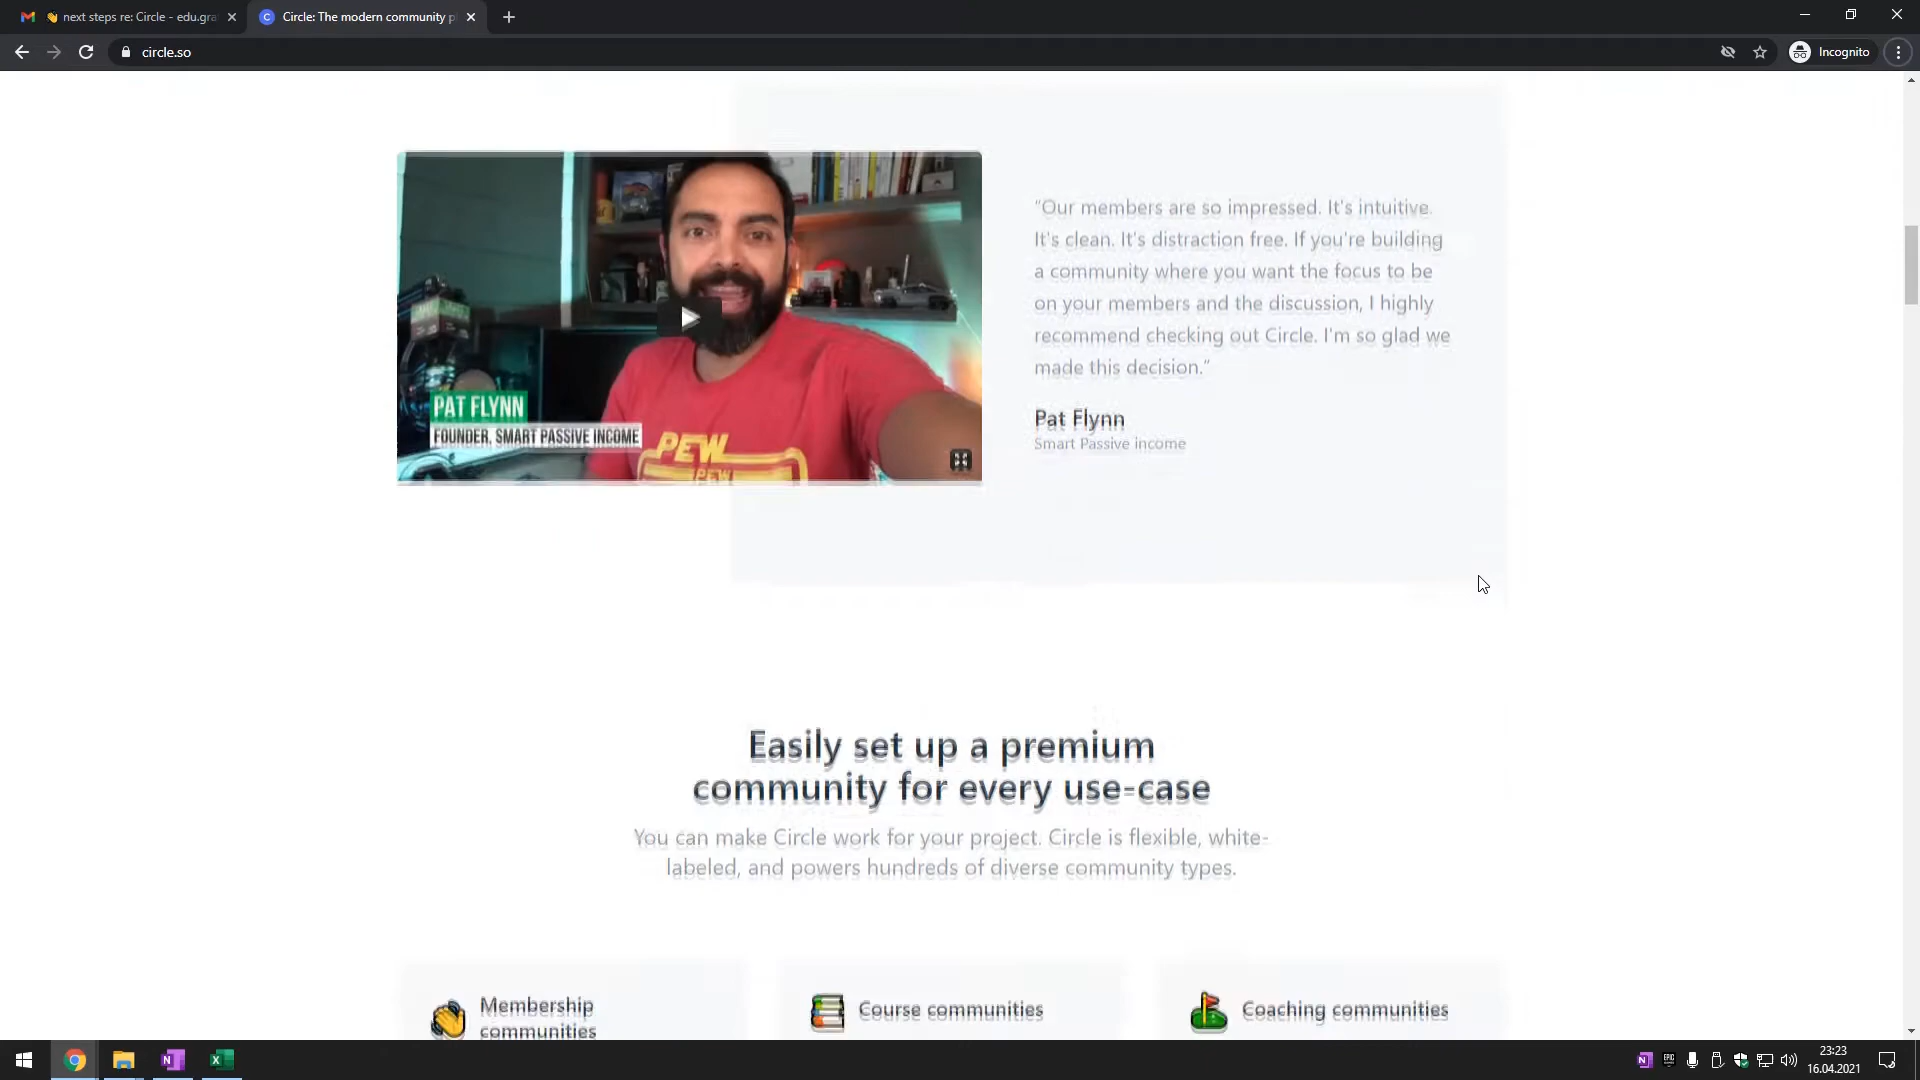 👋 next steps re: Circle - edu.gra
Circle: The modern community p
circle.so
Incognito
"Our members are so impressed. It's intuitive.
It's clean. It's distraction free. If you're building
a community where you want the focus to be
on your members and the discussion, I highly
recommend checking out Circle. I'm so glad we
made this decision."
Pat Flynn
Smart Passive income
PAT FLYNN
FOUNDER, SMART PASSIVE INCOME
PEW
PEW
Easily set up a premium
community for every use-case
You can make Circle work for your project. Circle is flexible, white-
labeled, and powers hundreds of diverse community types.
Membership
communities
Course communities
Coaching communities
23:23
16.04.2021